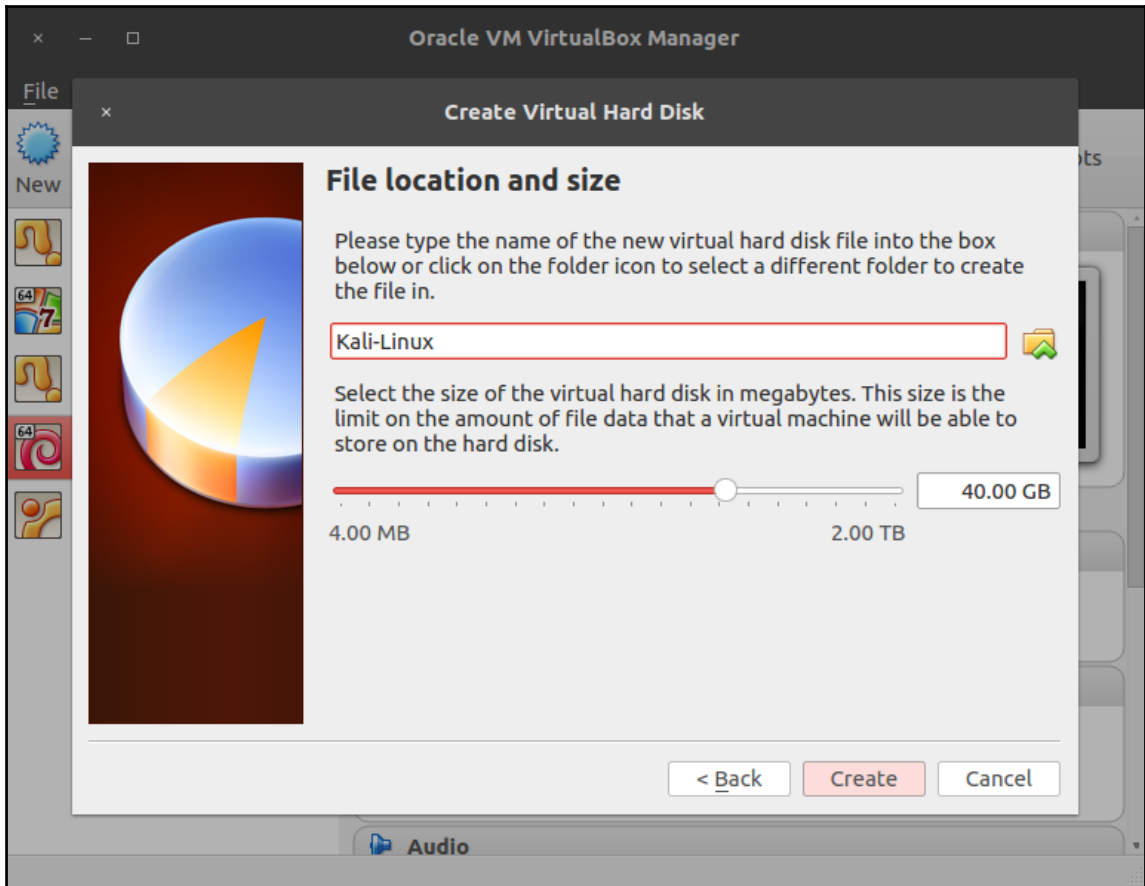 Oracle VM VirtualBox Manager
File
Create Virtual Hard Disk
New
File location and size
Please type the name of the new virtual hard disk file into the box
below or click on the folder icon to select a different folder to create
the file in.
Kali-Linux
Select the size of the virtual hard disk in megabytes. This size is the
limit on the amount of file data that a virtual machine will be able to
store on the hard disk.
40.00 GB
4.00 MB 2.00 TB
< Back Create Cancel
Audio
64
7
64